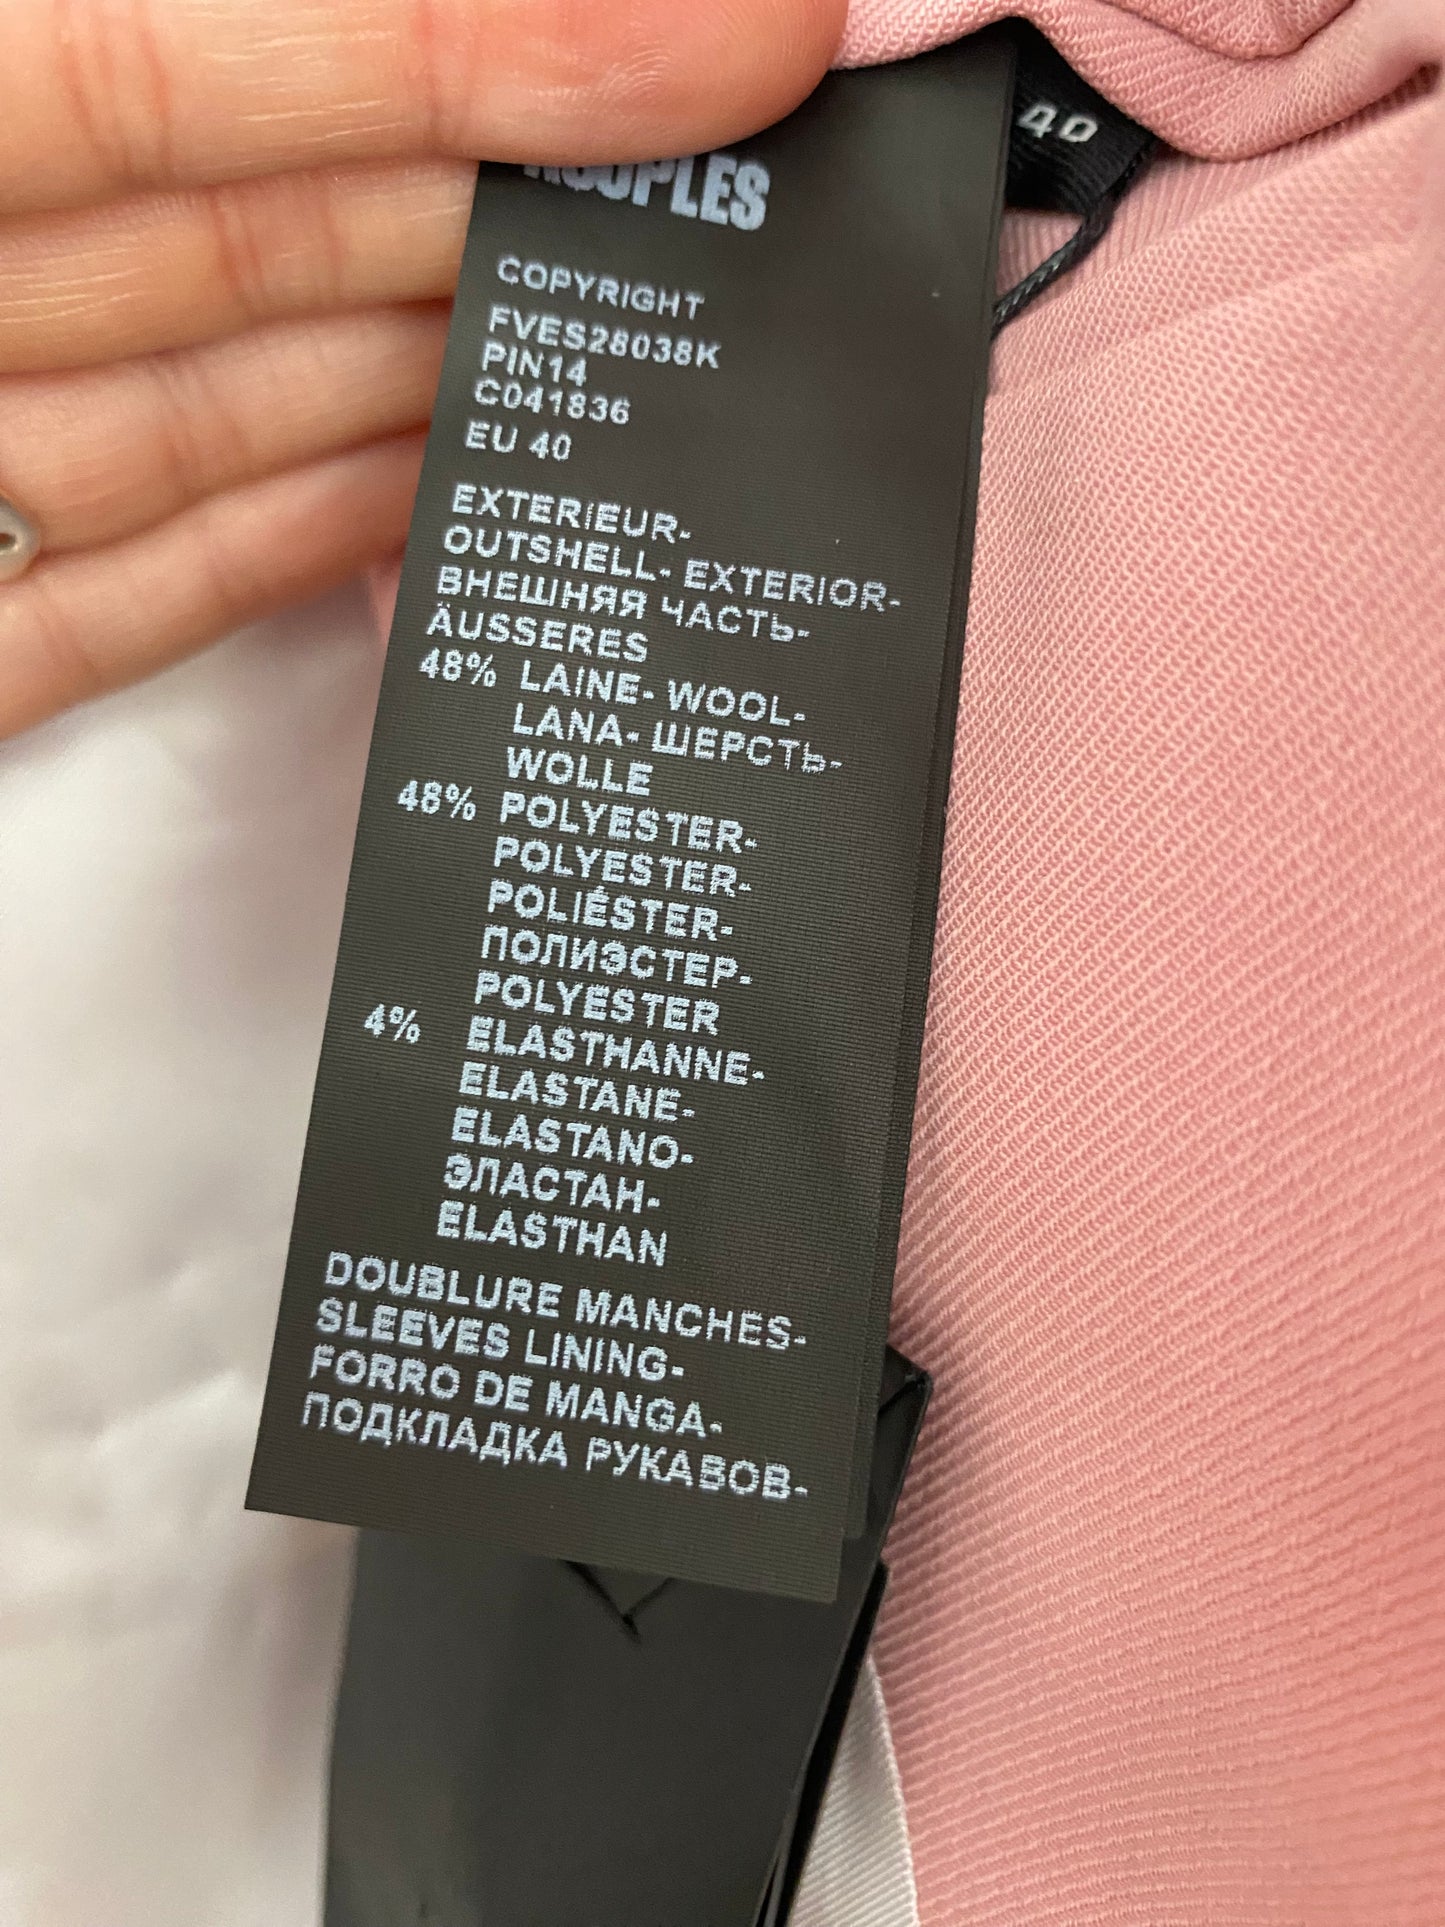 40
COPYRIGHT
FVES28038K
PIN14
C041836
EU 40
EXTERIEUR-
OUTSHELL- EXTERIOR-
ВНЕШНЯЯ ЧАСТЬ-
ÄUSSERES
48% LAINE- WOOL-
LANA- ШЕРСТЬ-
WOLLE
48% POLYESTER-
POLYESTER-
POLIÉSTER-
ПОЛИЭСТЕР-
POLYESTER
4% ELASTHANNE-
ELASTANE-
ELASTANO-
ЭЛАСТАН-
ELASTHAN
DOUBLURE MANCHES-
SLEEVES LINING-
FORRO DE MANGA-
ПОДКЛАДКА РУКАВОВ-